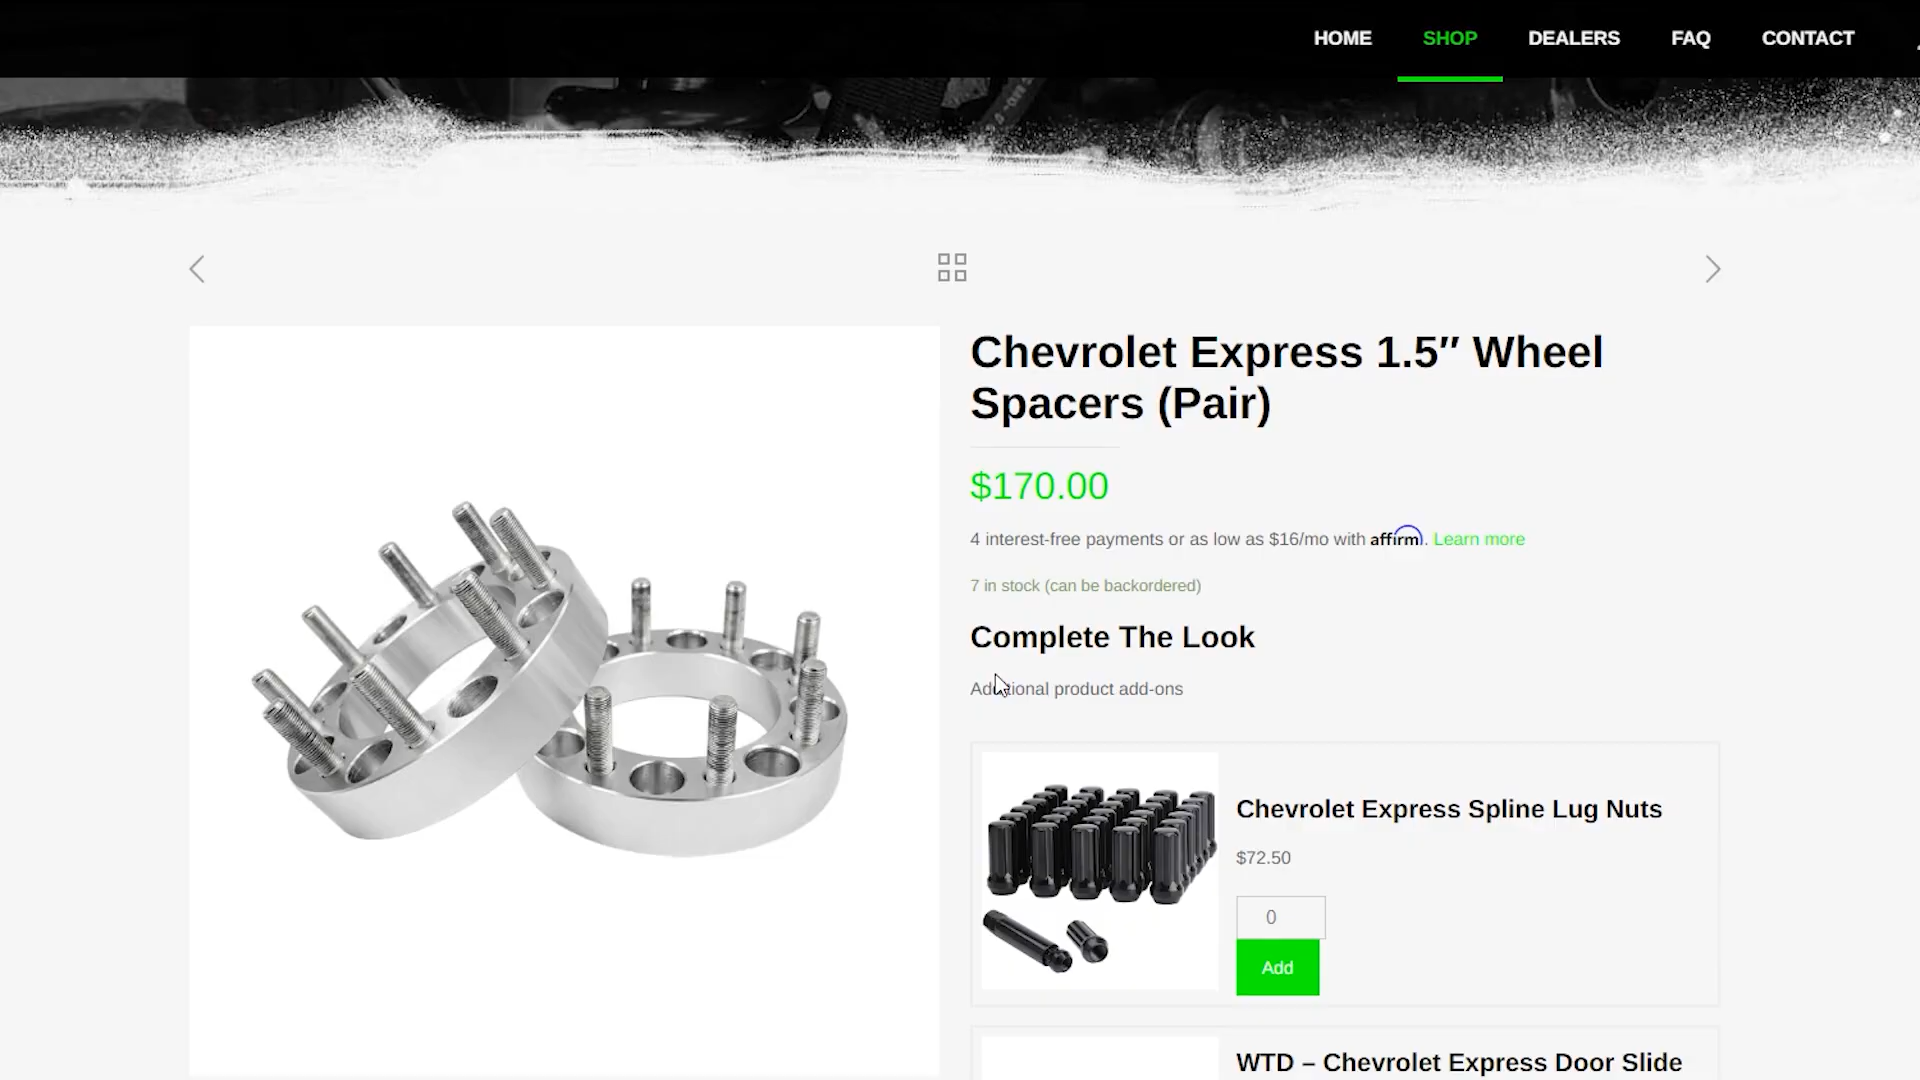 HOME SHOP DEALERS FAQ CONTACT
Chevrolet Express 1.5″ Wheel
Spacers (Pair)
$170.00
4 interest-free payments or as low as $16/mo with affirm. Learn more
7 in stock (can be backordered)
Complete The Look
Additional product add-ons
Chevrolet Express Spline Lug Nuts
$72.50
0
Add
WTD – Chevrolet Express Door Slide